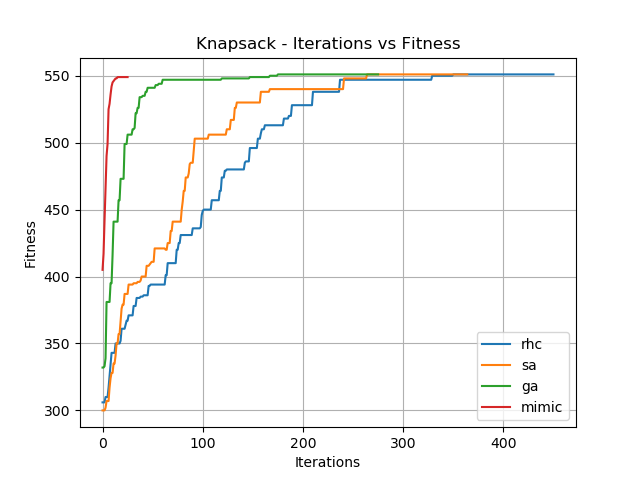 Knapsack - Iterations vs Fitness
550
500
450
400
350
300
Fitness
0 100 200 300 400
Iterations
rhc
sa
ga
mimic